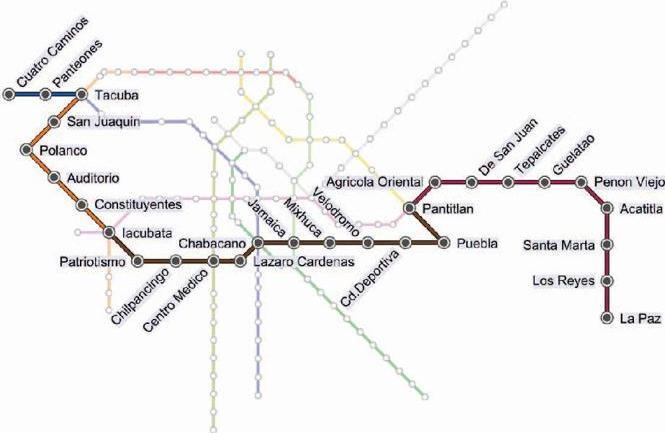 Cuatro Caminos
Panteones
Tacuba
San Juaquin
Polanco
Auditorio
Constituyentes
Iacubata
Patriotismo
Chilpancingo
Centro Medico
Lazaro Cardenas
Chabacano
Jamaica
Mixhuca
Velodromo
Cd.Deportiva
Puebla
Pantitlan
Agricola Oriental
De San Juan
Tepalcates
Guelatao
Penon Viejo
Acatitla
Santa Marta
Los Reyes
La Paz